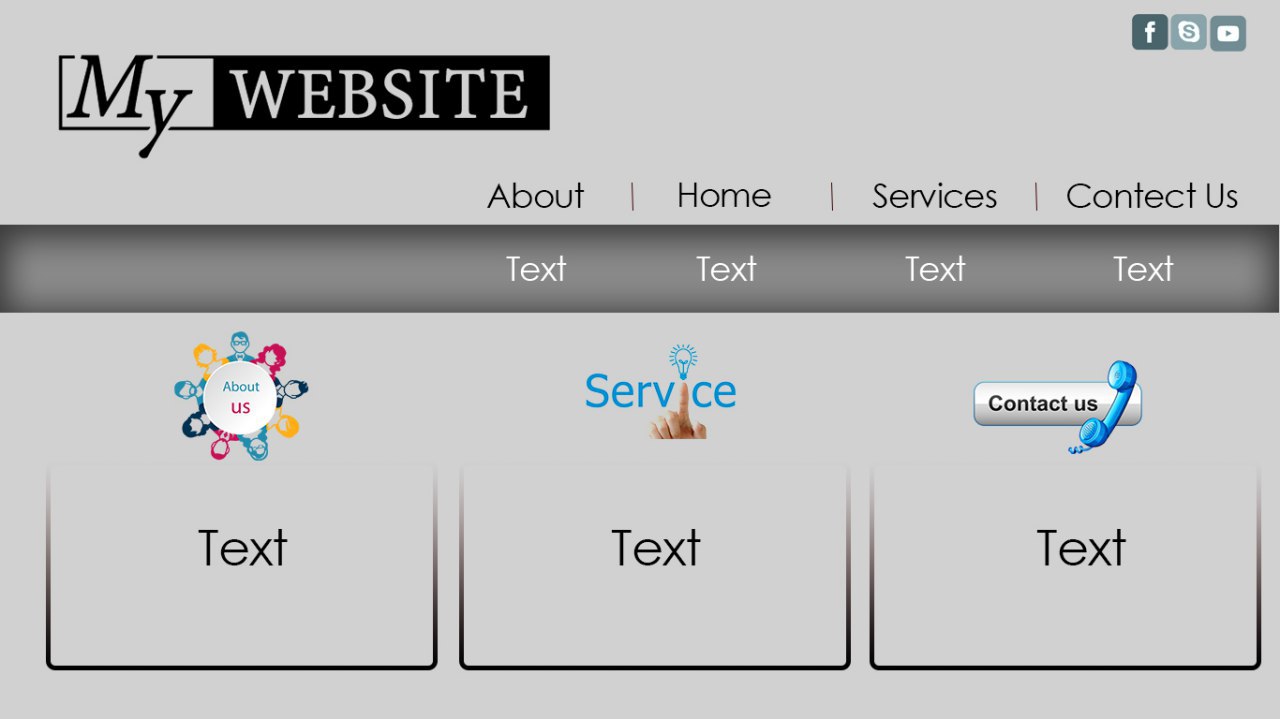 f S
My WEBSITE
About Home Services Contect Us
Text Text Text Text
About
us
Service
Contact us
Text Text Text